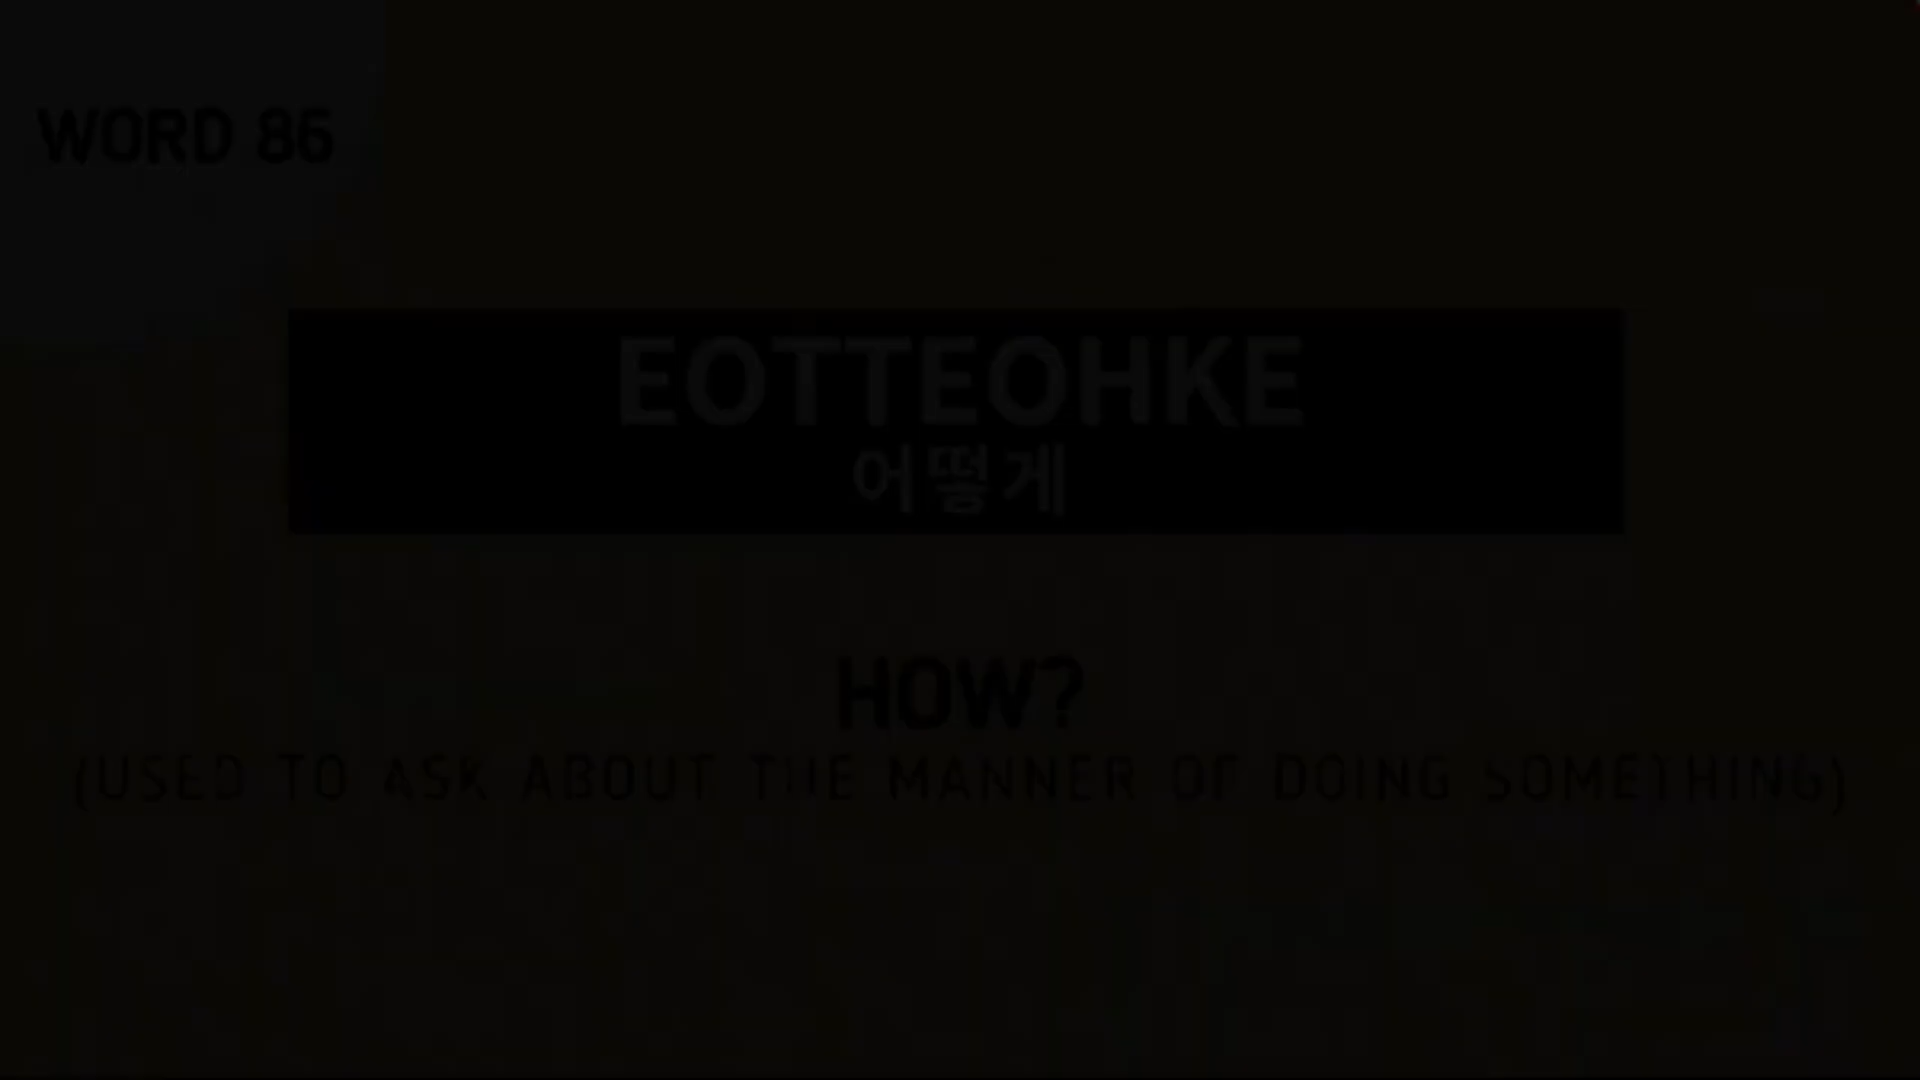 WORD 86
EOTTEOHKE
어떻게
HOW?
(USED TO ASK ABOUT THE MANNER OF DOING SOMETHING)